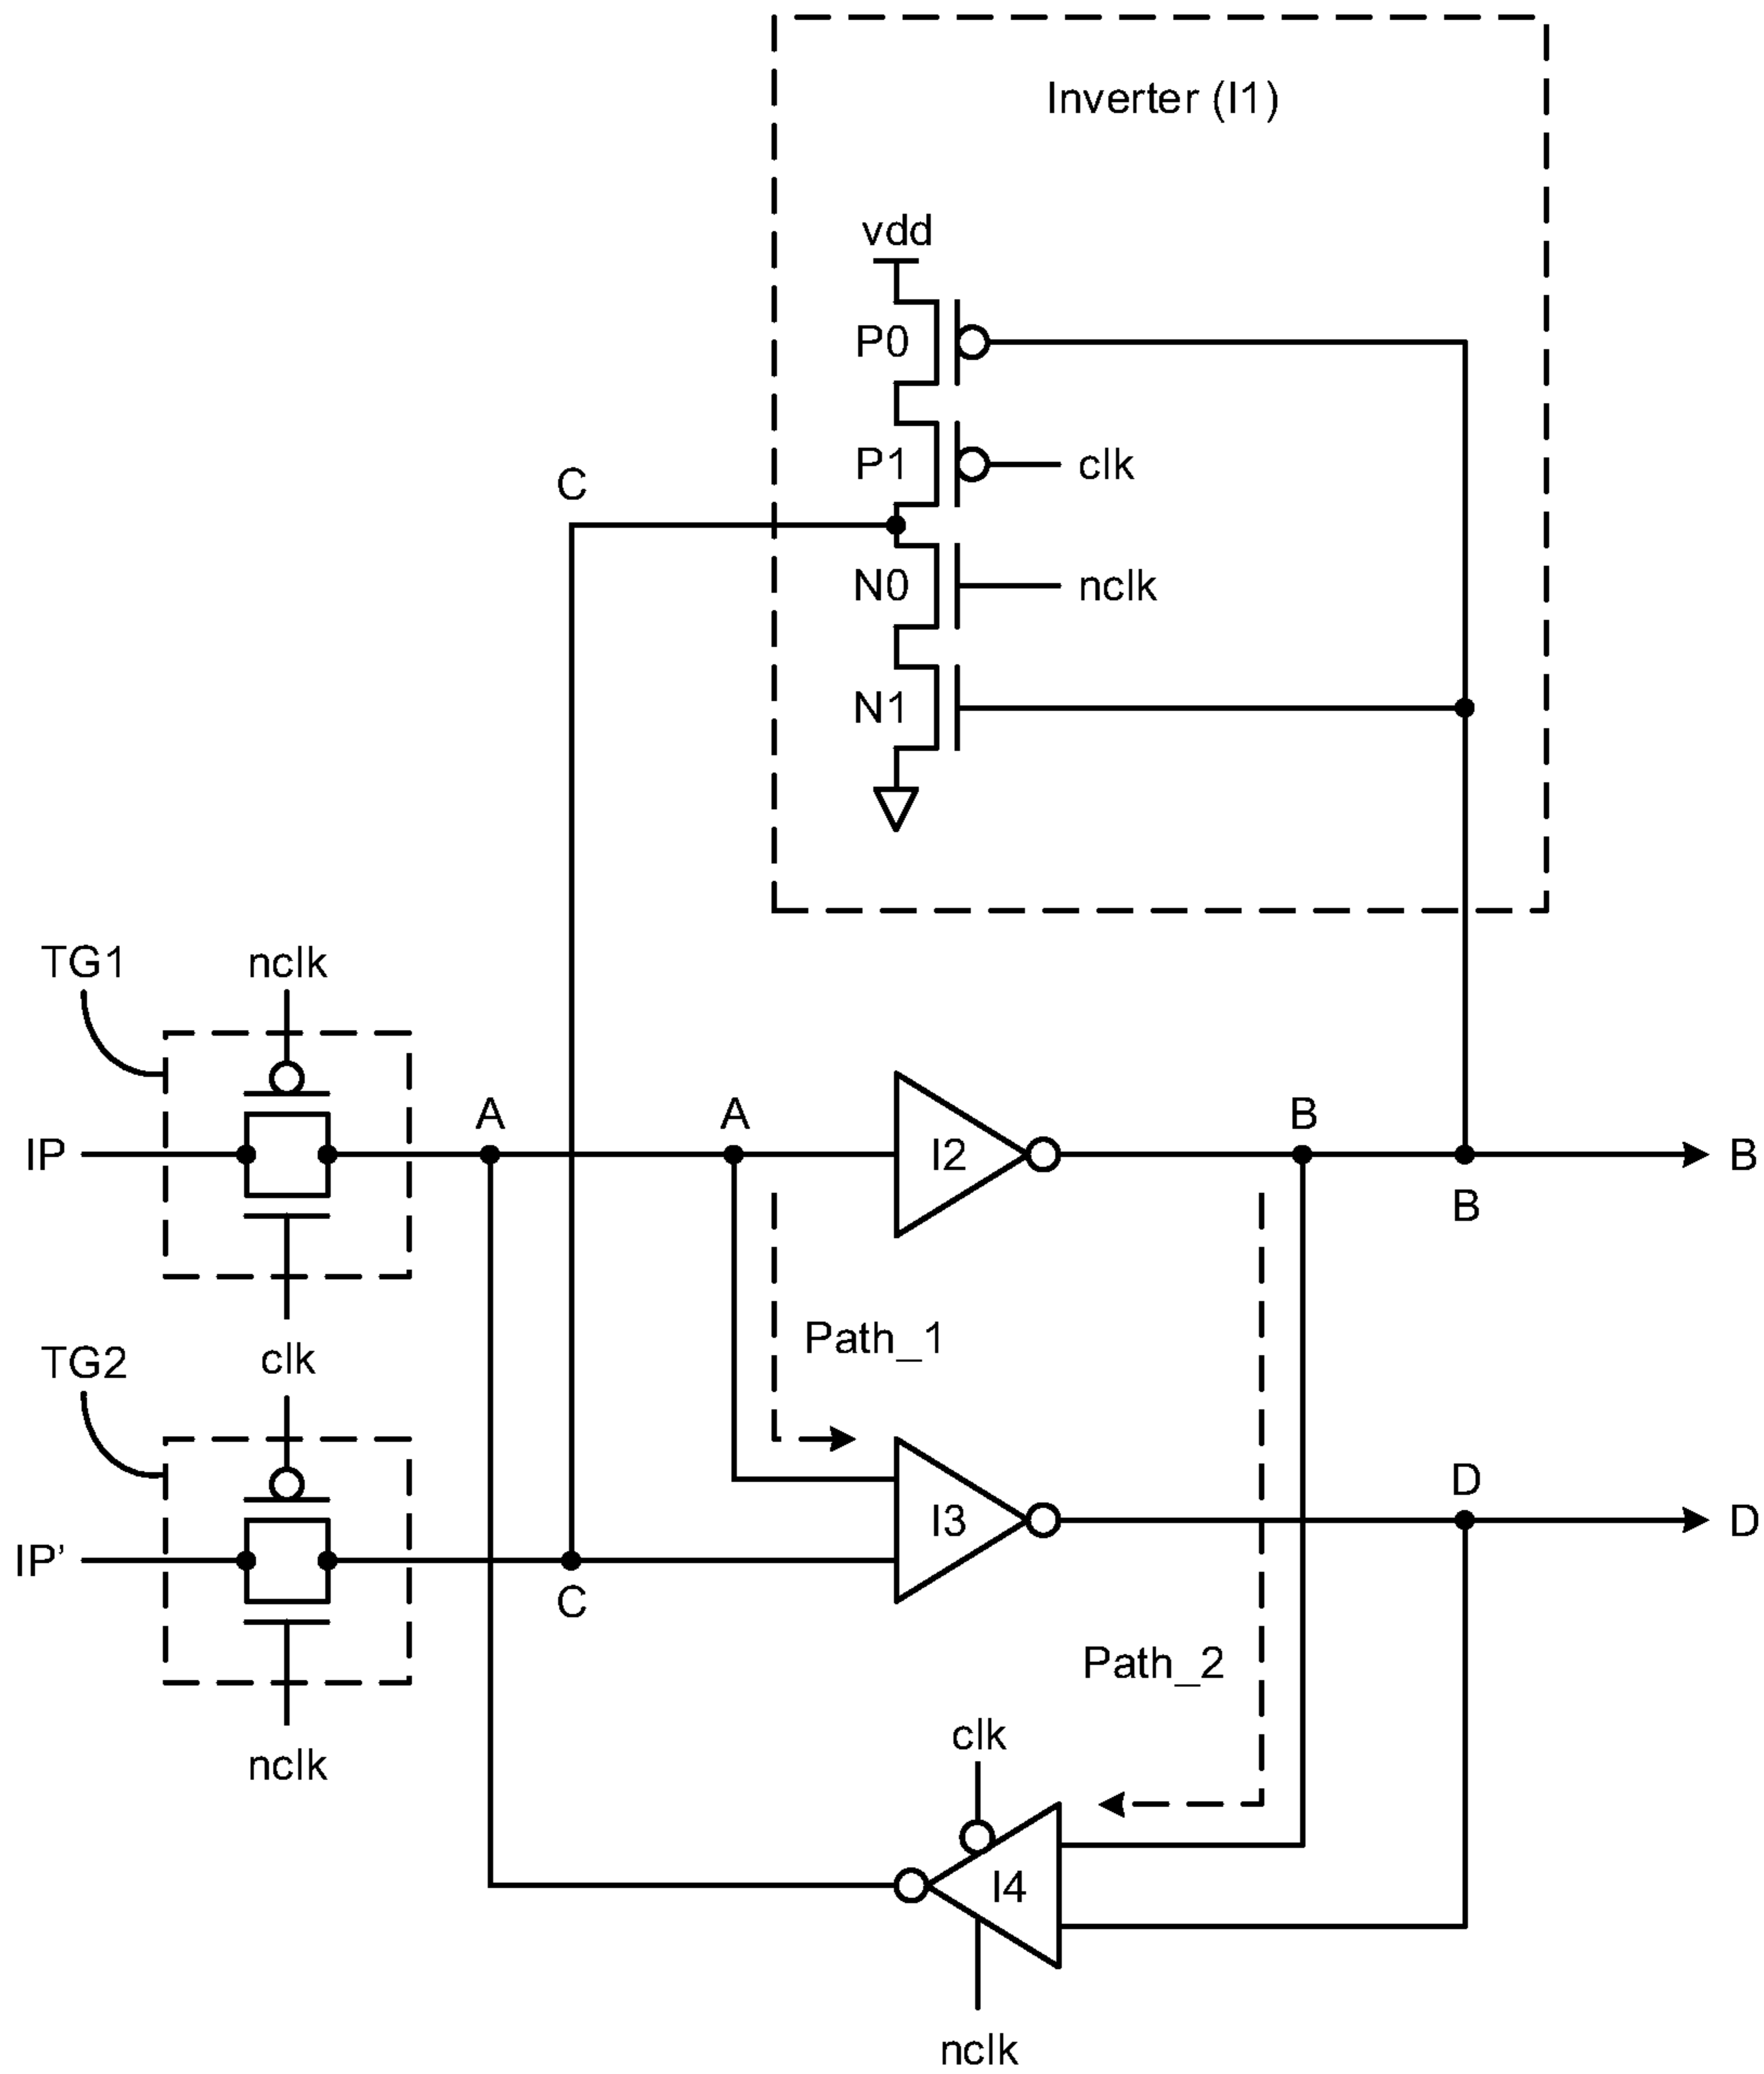 Inverter (I1)
vdd
P0
P1
clk
C
N0
nclk
N1
TG1
nclk
A
A
B
IP
I2
B
B
clk
Path_1
TG2
D
I3
D
IP’
C
Path_2
clk
nclk
I4
nclk